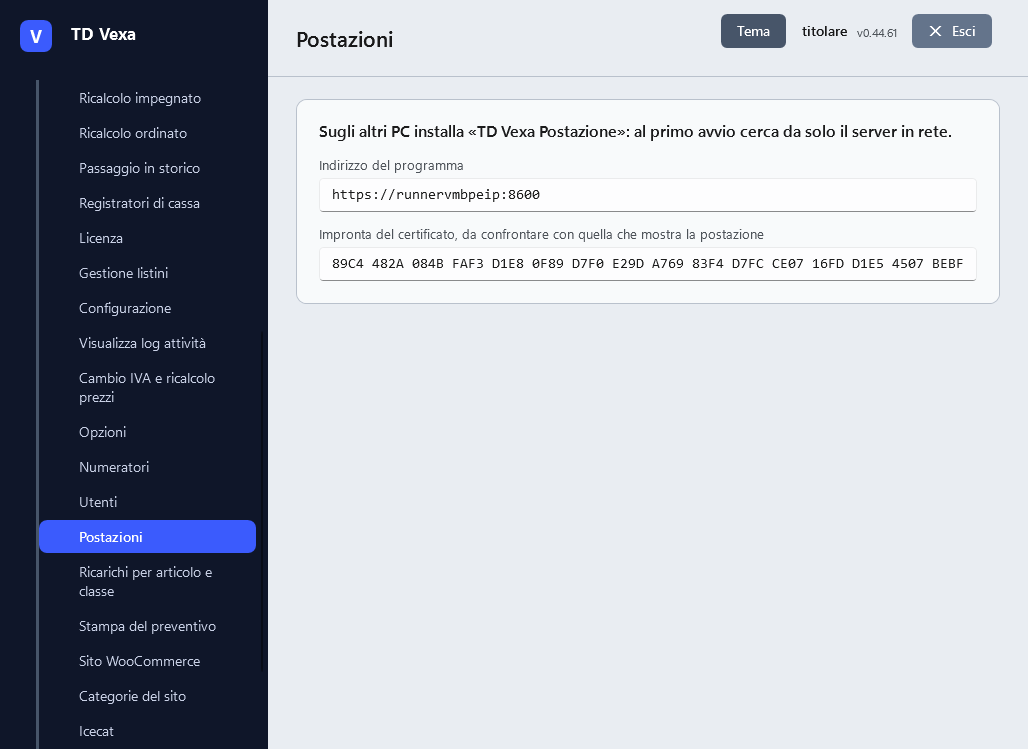 V
TD Vexa
Ricalcolo impegnato
Ricalcolo ordinato
Passaggio in storico
Registratori di cassa
Licenza
Gestione listini
Configurazione
Visualizza log attività
Cambio IVA e ricalcolo
prezzi
Opzioni
Numeratori
Utenti
Postazioni
Ricarichi per articolo e
classe
Stampa del preventivo
Sito WooCommerce
Categorie del sito
Icecat
Postazioni
Tema
titolare
v0.44.61
Esci
Sugli altri PC installa «TD Vexa Postazione»: al primo avvio cerca da solo il server in rete.
Indirizzo del programma
https://runnervmbpeip:8600
Impronta del certificato, da confrontare con quella che mostra la postazione
89C4 482A 084B FAF3 D1E8 0F89 D7F0 E29D A769 83F4 D7FC CE07 16FD D1E5 4507 BEBF